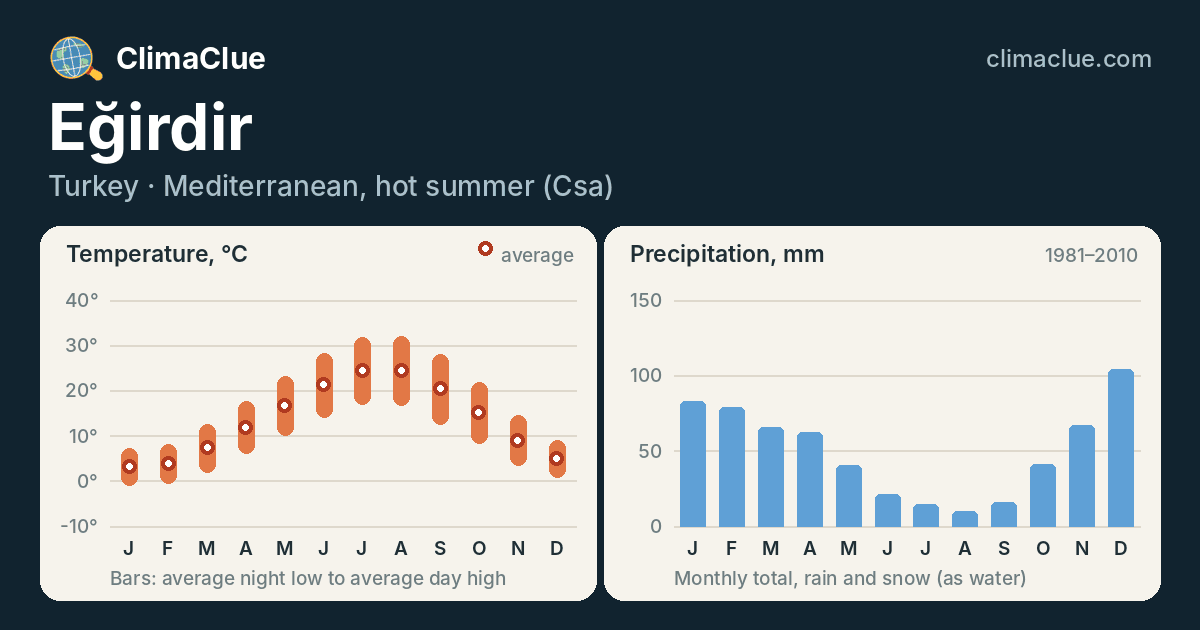 ClimaClue
climaclue.com
Eğirdir
Turkey · Mediterranean, hot summer (Csa)
Temperature, °C
average
40°
30°
20°
10°
0°
-10°
J F M A M J J A S O N D
Bars: average night low to average day high
Precipitation, mm
1981–2010
150
100
50
0
J F M A M J J A S O N D
Monthly total, rain and snow (as water)